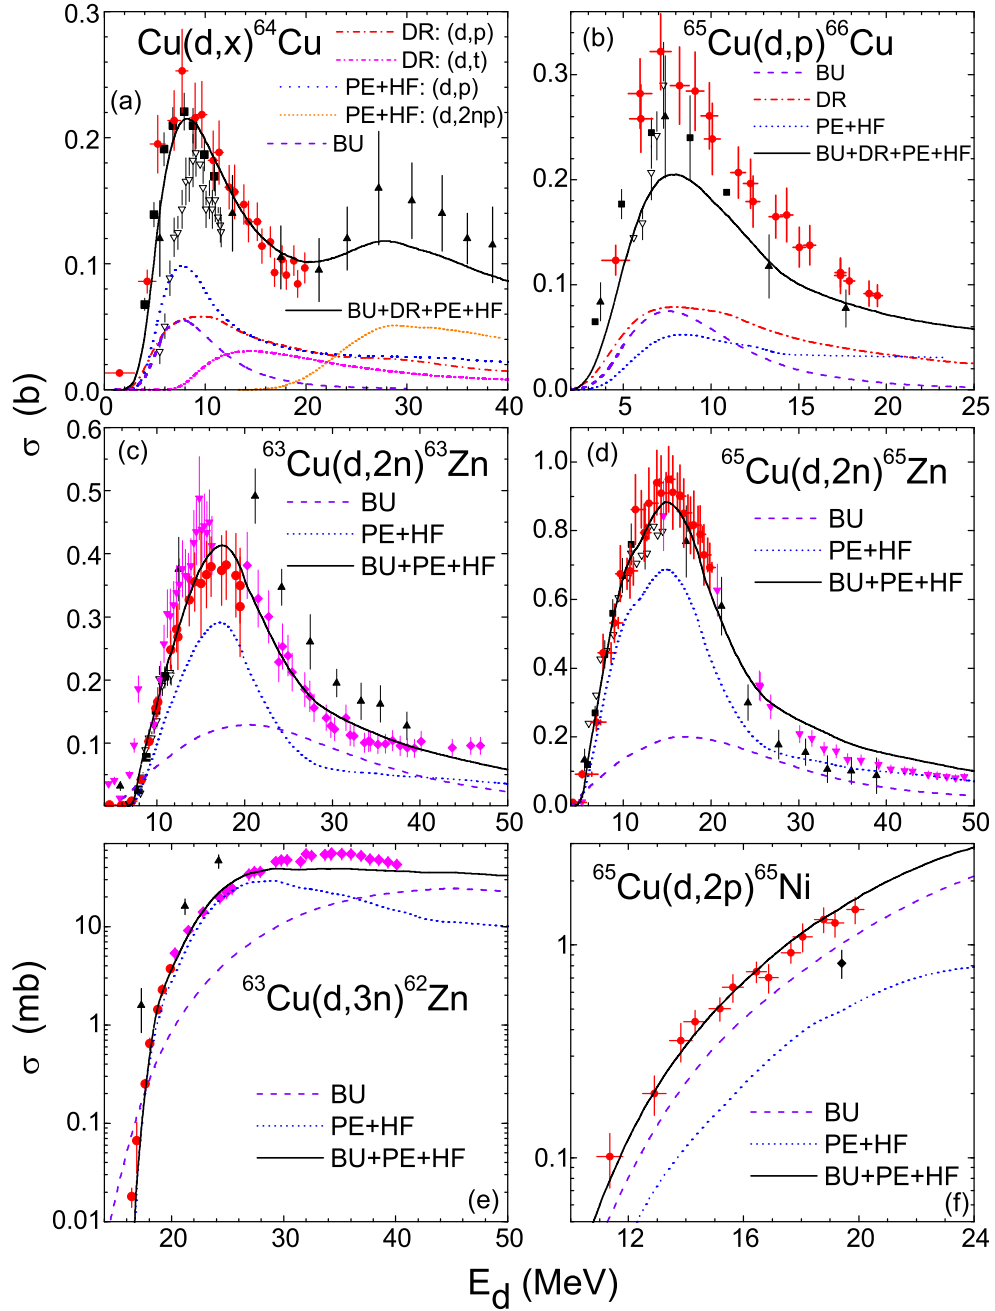 0.3
0.2
0.1
0.0
Cu(d,x)⁶⁴Cu
(a)
DR: (d,p)
DR: (d,t)
PE+HF: (d,p)
PE+HF: (d,2np)
BU
BU+DR+PE+HF
0 10 20 30 40
0.3
0.2
0.1
0.0
(b)
⁶⁵Cu(d,p)⁶⁶Cu
BU
DR
PE+HF
BU+DR+PE+HF
5 10 15 20 25
σ (b)
0.6
0.5
0.4
0.3
0.2
0.1
(c)
⁶³Cu(d,2n)⁶³Zn
BU
PE+HF
BU+PE+HF
10 20 30 40 50
1.0
0.8
0.6
0.4
0.2
0.0
(d)
⁶⁵Cu(d,2n)⁶⁵Zn
BU
PE+HF
BU+PE+HF
10 20 30 40 50
σ (mb)
10
1
0.1
0.01
⁶³Cu(d,3n)⁶²Zn
BU
PE+HF
BU+PE+HF
(e)
20 30 40 50
1
0.1
⁶⁵Cu(d,2p)⁶⁵Ni
BU
PE+HF
BU+PE+HF
(f)
12 16 20 24
E_d (MeV)